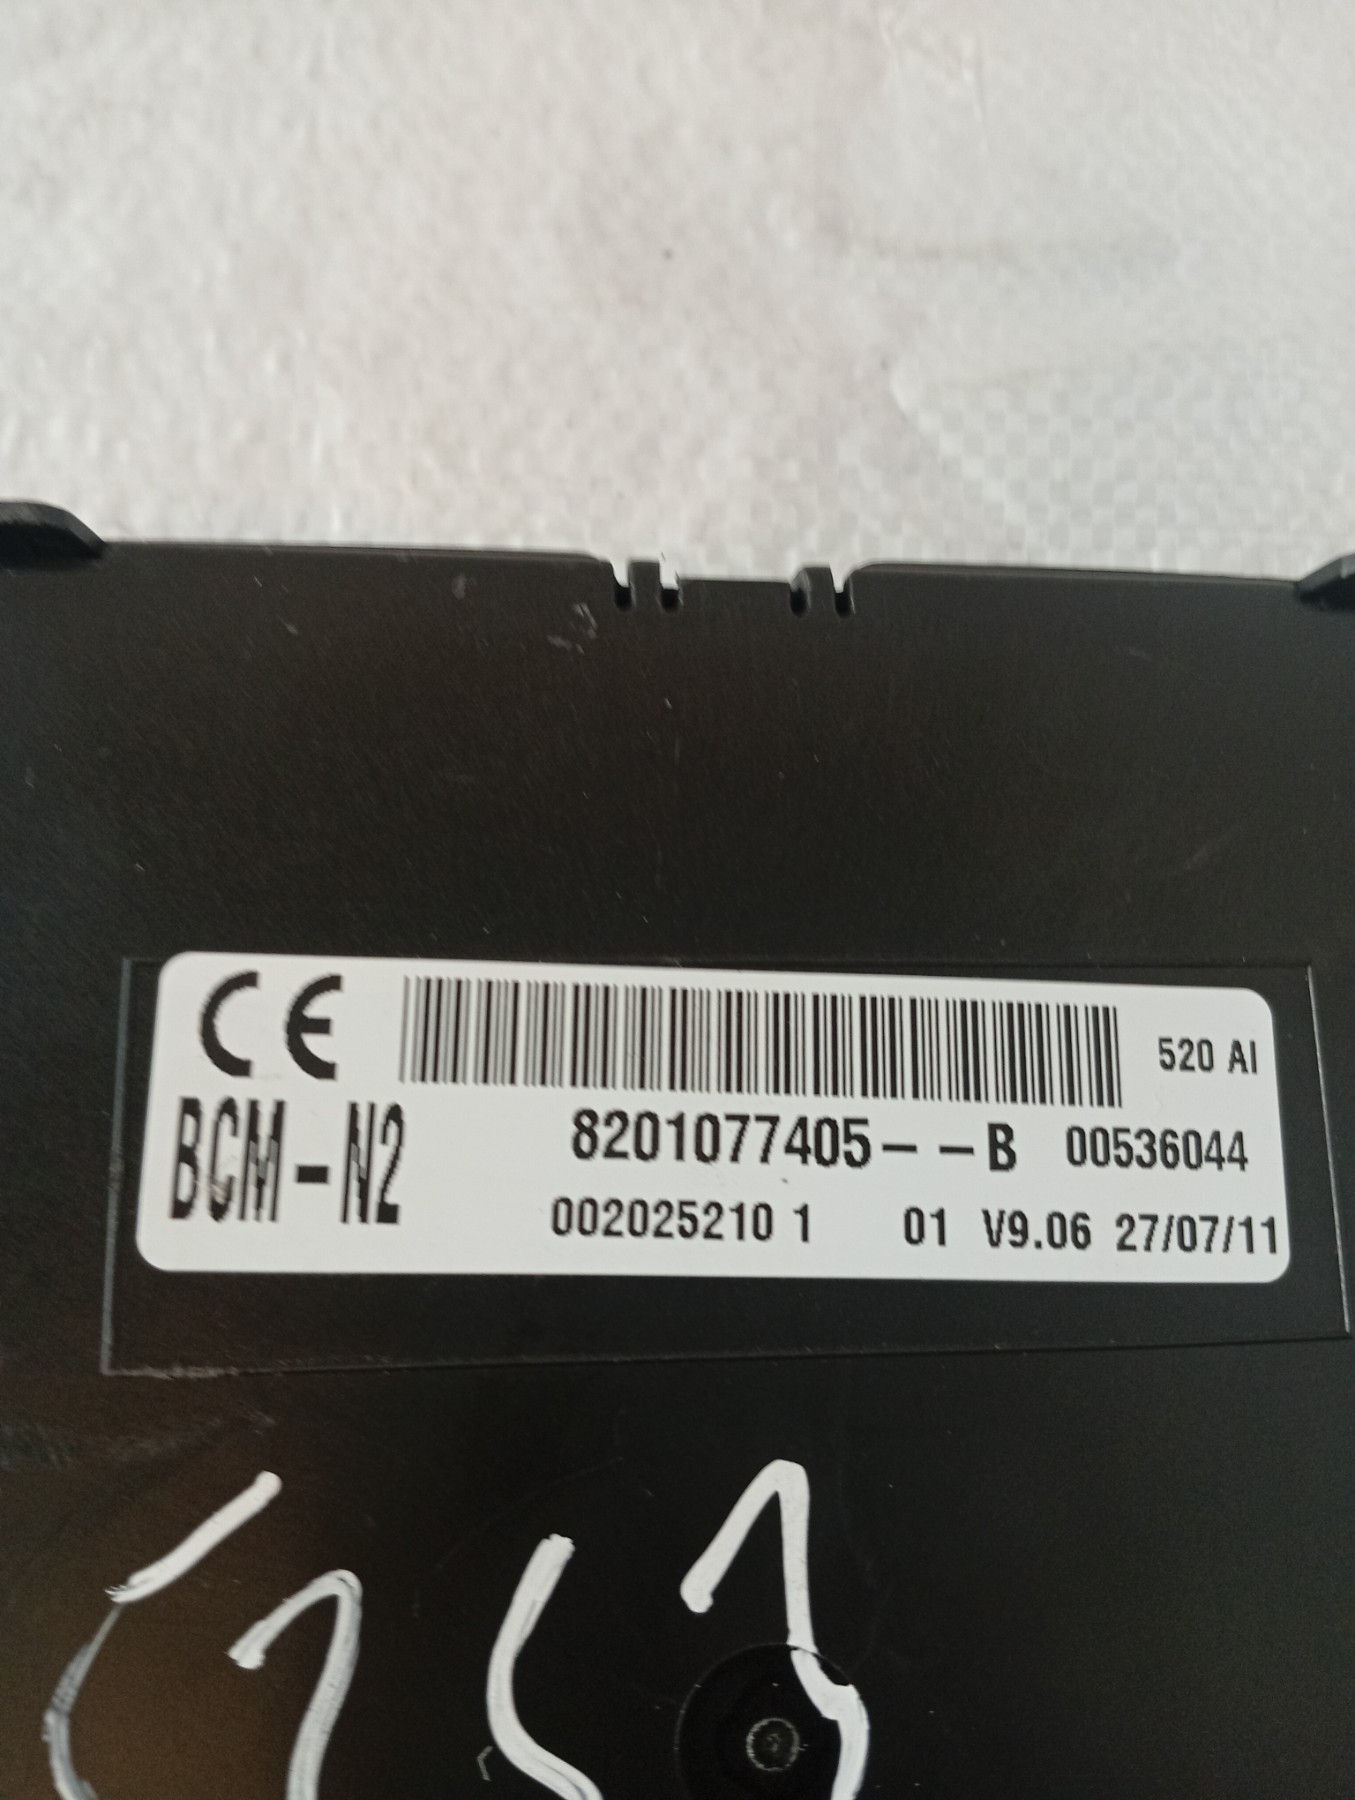 CE 520 AI
BCM-N2 8201077405--B 00536044
002025210 1 01 V9.06 27/07/11